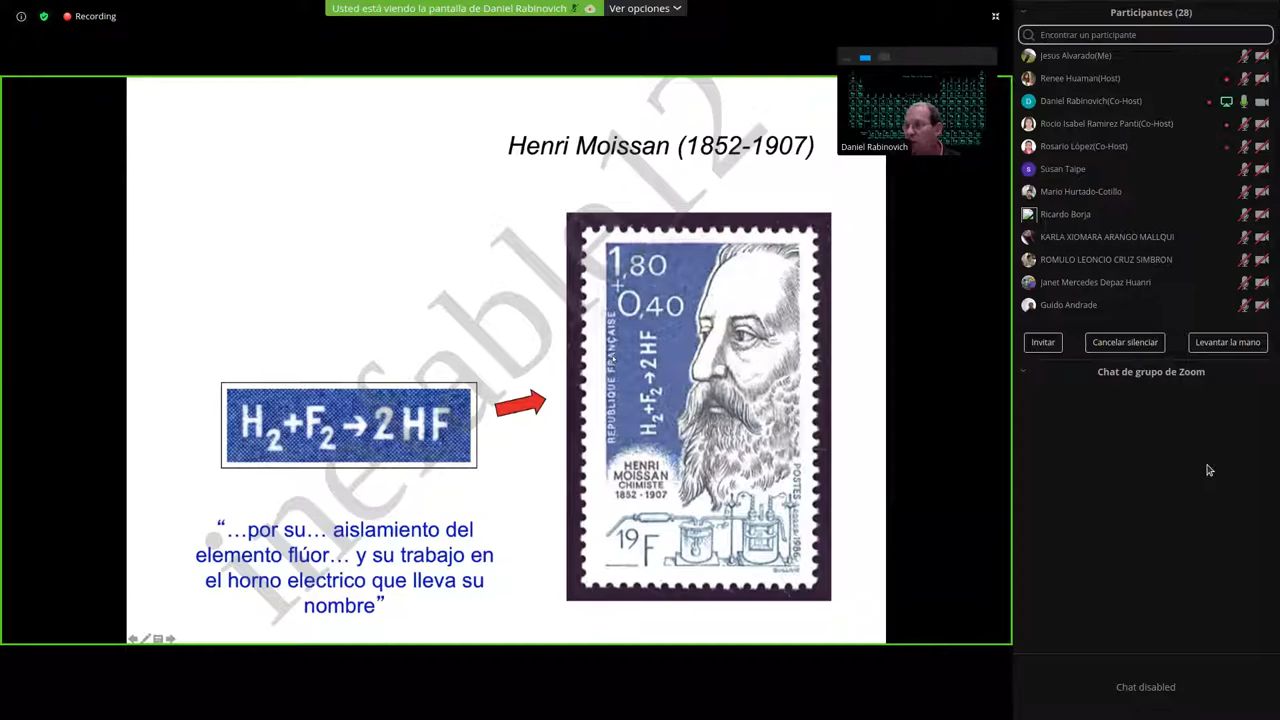 Recording
Usted está viendo la pantalla de Daniel Rabinovich
Ver opciones
Henri Moissan (1852-1907)
Daniel Rabinovich
1,80
+
0,40
REPUBLIQUE FRANÇAISE
H2+F2→2HF
HENRI
MOISSAN
CHIMISTE
1852 - 1907
19F
POSTES
1986
H2+F2→2HF
“…por su… aislamiento del
elemento flúor… y su trabajo en
el horno electrico que lleva su
nombre”
inefable12
Participantes (28)
Encontrar un participante
Jesus Alvarado(Me)
Renee Huaman(Host)
D Daniel Rabinovich(Co-Host)
Rocio Isabel Ramirez Panti(Co-Host)
Rosario López(Co-Host)
S Susan Taipe
Mario Hurtado-Cotillo
Ricardo Borja
KARLA XIOMARA ARANGO MALLQUI
ROMULO LEONCIO CRUZ SIMBRON
Janet Mercedes Depaz Huanri
Guido Andrade
Invitar
Cancelar silenciar
Levantar la mano
Chat de grupo de Zoom
Chat disabled